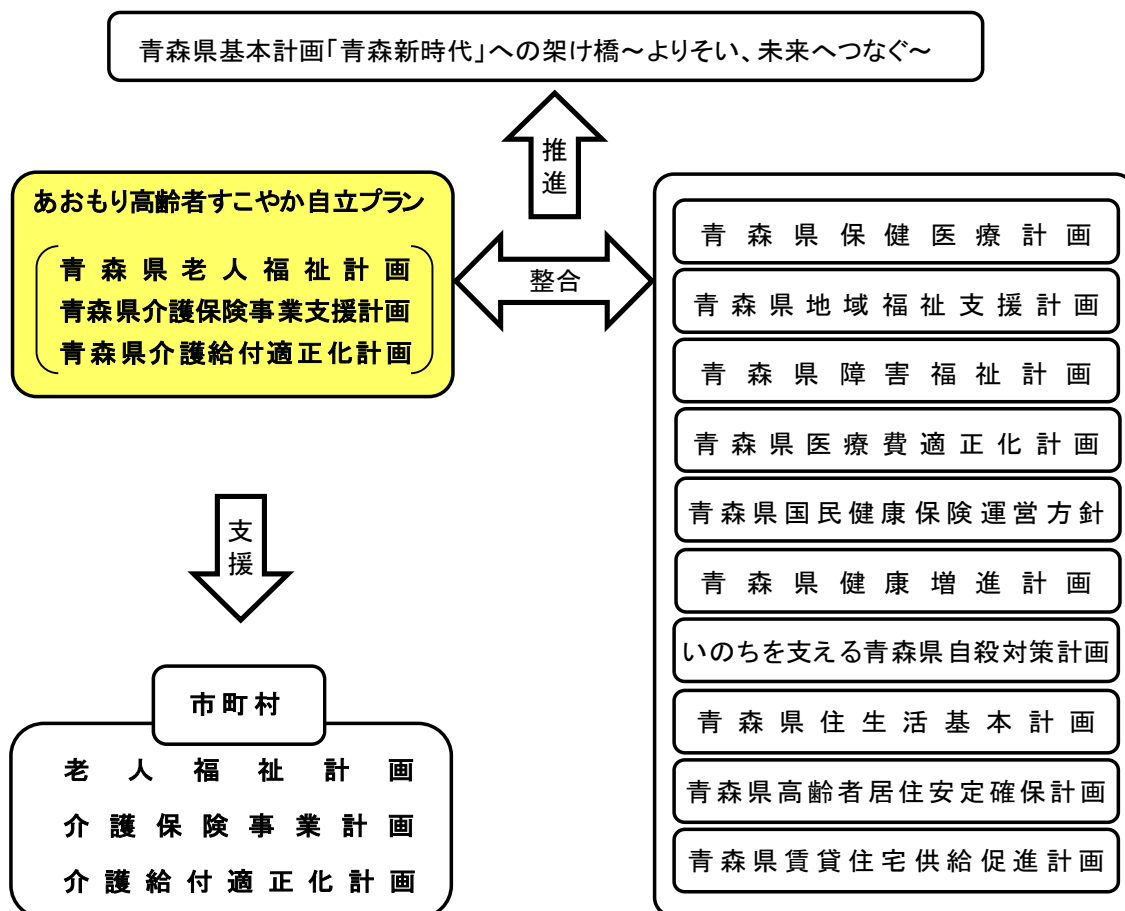 青森県基本計画「青森新時代」への架け橋～よりそい、未来へつなぐ～
推進
あおもり高齢者すこやか自立プラン
青森県老人福祉計画
青森県介護保険事業支援計画
青森県介護給付適正化計画
整合
青森県保健医療計画
青森県地域福祉支援計画
青森県障害福祉計画
青森県医療費適正化計画
青森県国民健康保険運営方針
青森県健康増進計画
いのちを支える青森県自殺対策計画
青森県住生活基本計画
青森県高齢者居住安定確保計画
青森県賃貸住宅供給促進計画
支援
市町村
老人福祉計画
介護保険事業計画
介護給付適正化計画